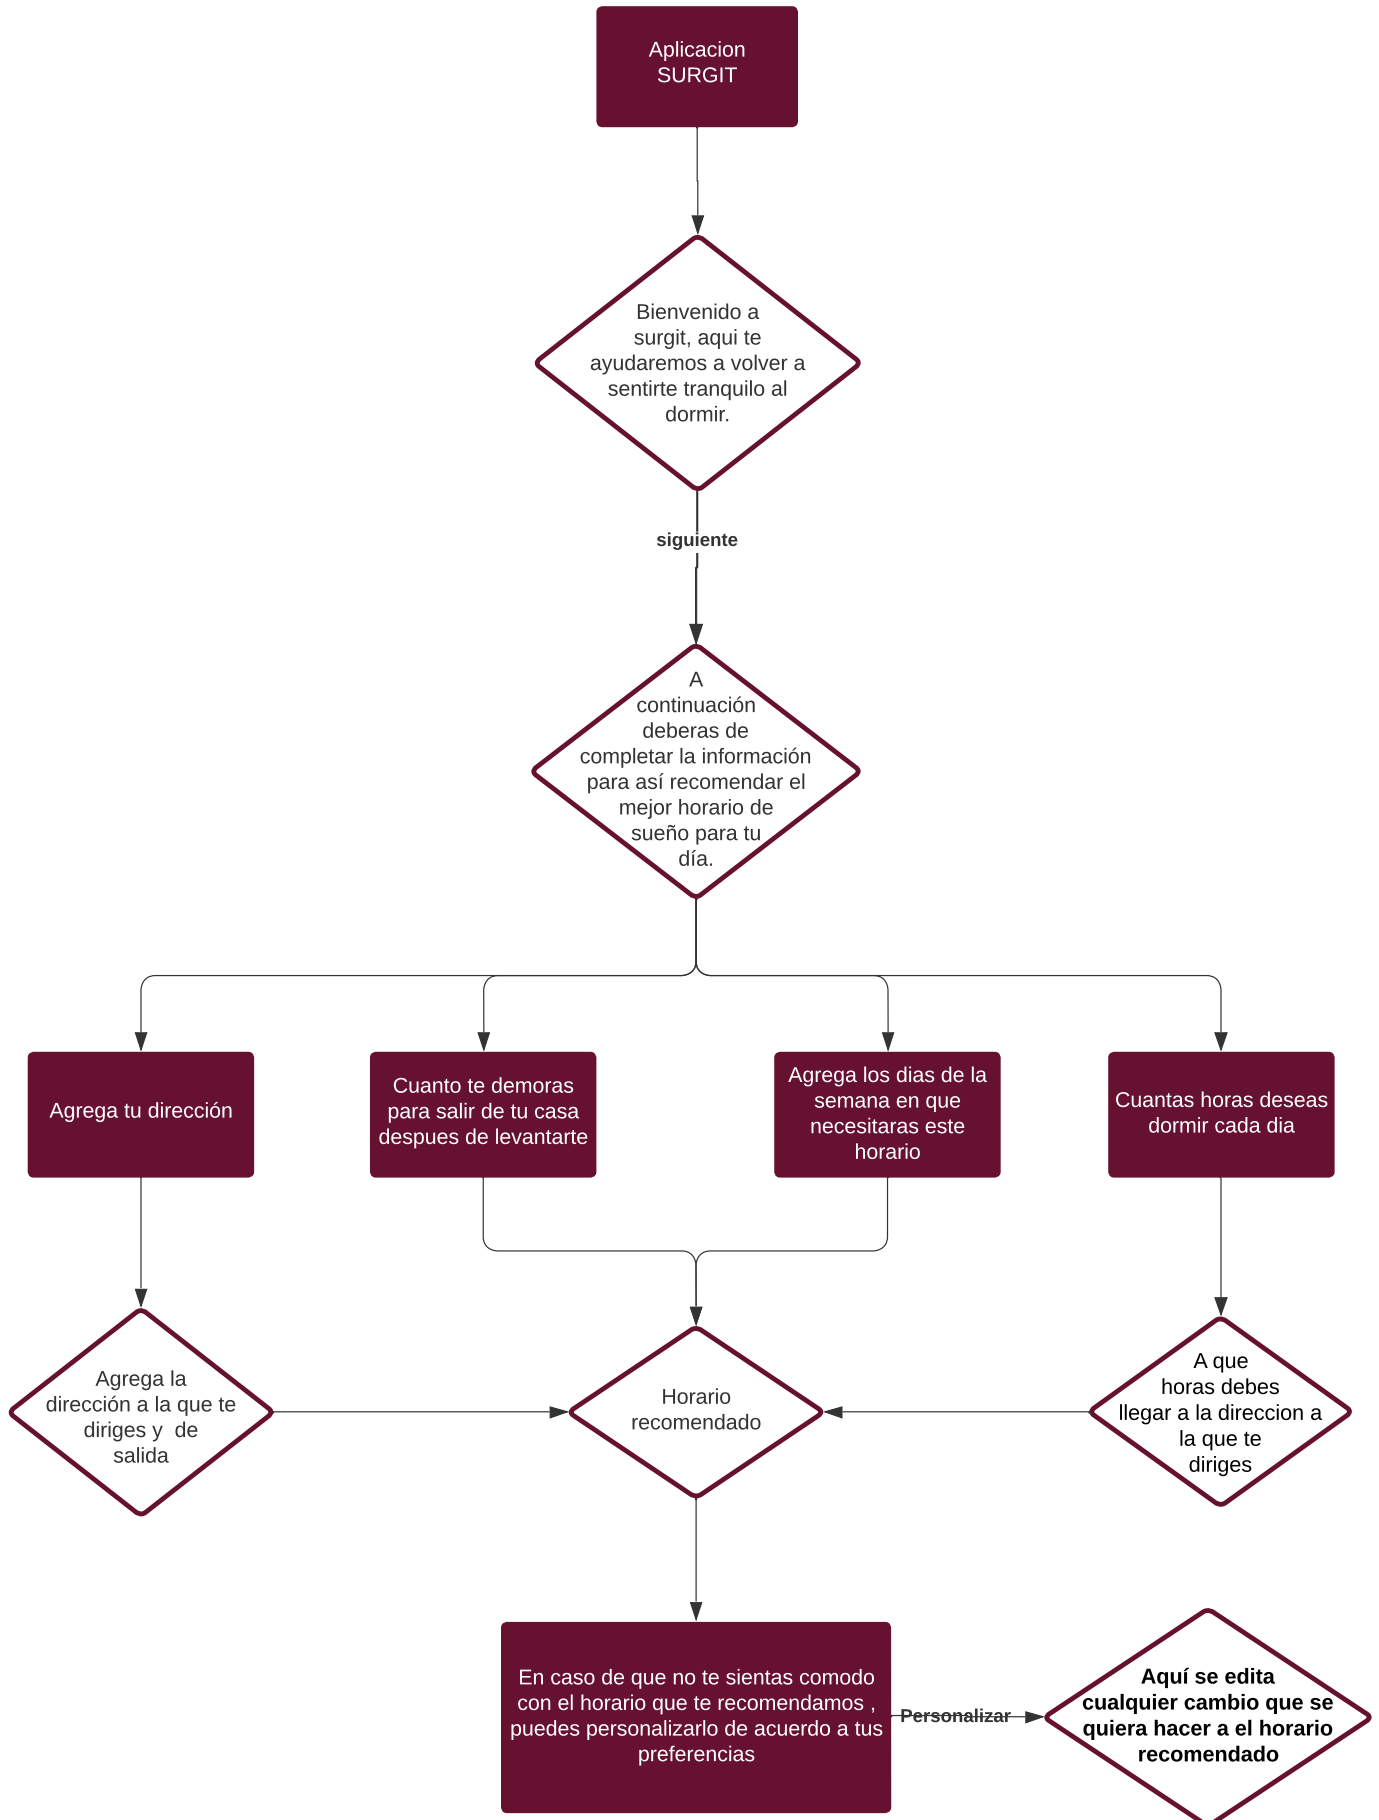 Aplicacion
SURGIT
Bienvenido a
surgit, aqui te
ayudaremos a volver a
sentirte tranquilo al
dormir.
siguiente
A
continuación
deberas de
completar la información
para así recomendar el
mejor horario de
sueño para tu
día.
Agrega tu dirección
Cuanto te demoras
para salir de tu casa
despues de levantarte
Agrega los dias de la
semana en que
necesitaras este
horario
Cuantas horas deseas
dormir cada dia
Agrega la
dirección a la que te
diriges y  de
salida
Horario
recomendado
A que
horas debes
llegar a la direccion a
la que te
diriges
En caso de que no te sientas comodo
con el horario que te recomendamos ,
puedes personalizarlo de acuerdo a tus
preferencias
Personalizar
Aquí se edita
cualquier cambio que se
quiera hacer a el horario
recomendado